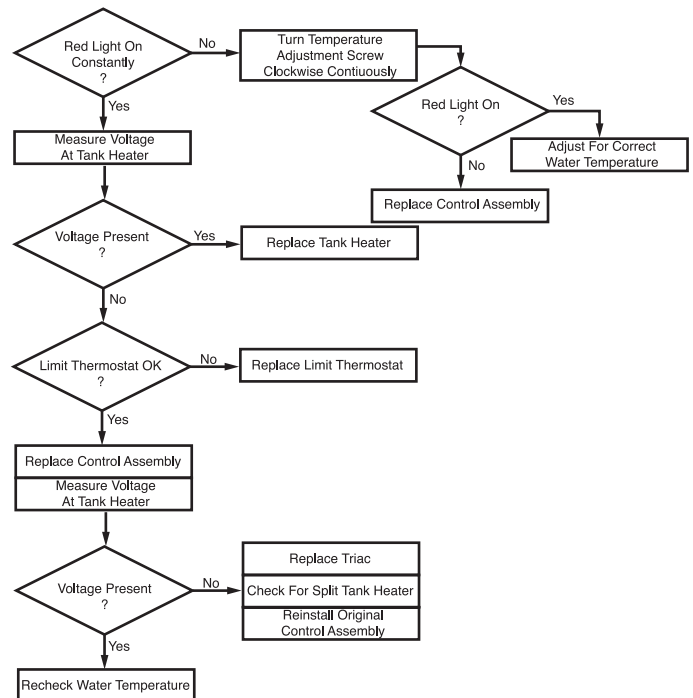 Red Light On
Constantly
?
No
Turn Temperature
Adjustment Screw
Clockwise Contiuously
Red Light On
?
Yes
Adjust For Correct
Water Temperature
No
Replace Control Assembly
Yes
Measure Voltage
At Tank Heater
Voltage Present
?
Yes
Replace Tank Heater
No
Limit Thermostat OK
?
No
Replace Limit Thermostat
Yes
Replace Control Assembly
Measure Voltage
At Tank Heater
Voltage Present
?
No
Replace Triac
Check For Split Tank Heater
Reinstall Original
Control Assembly
Yes
Recheck Water Temperature